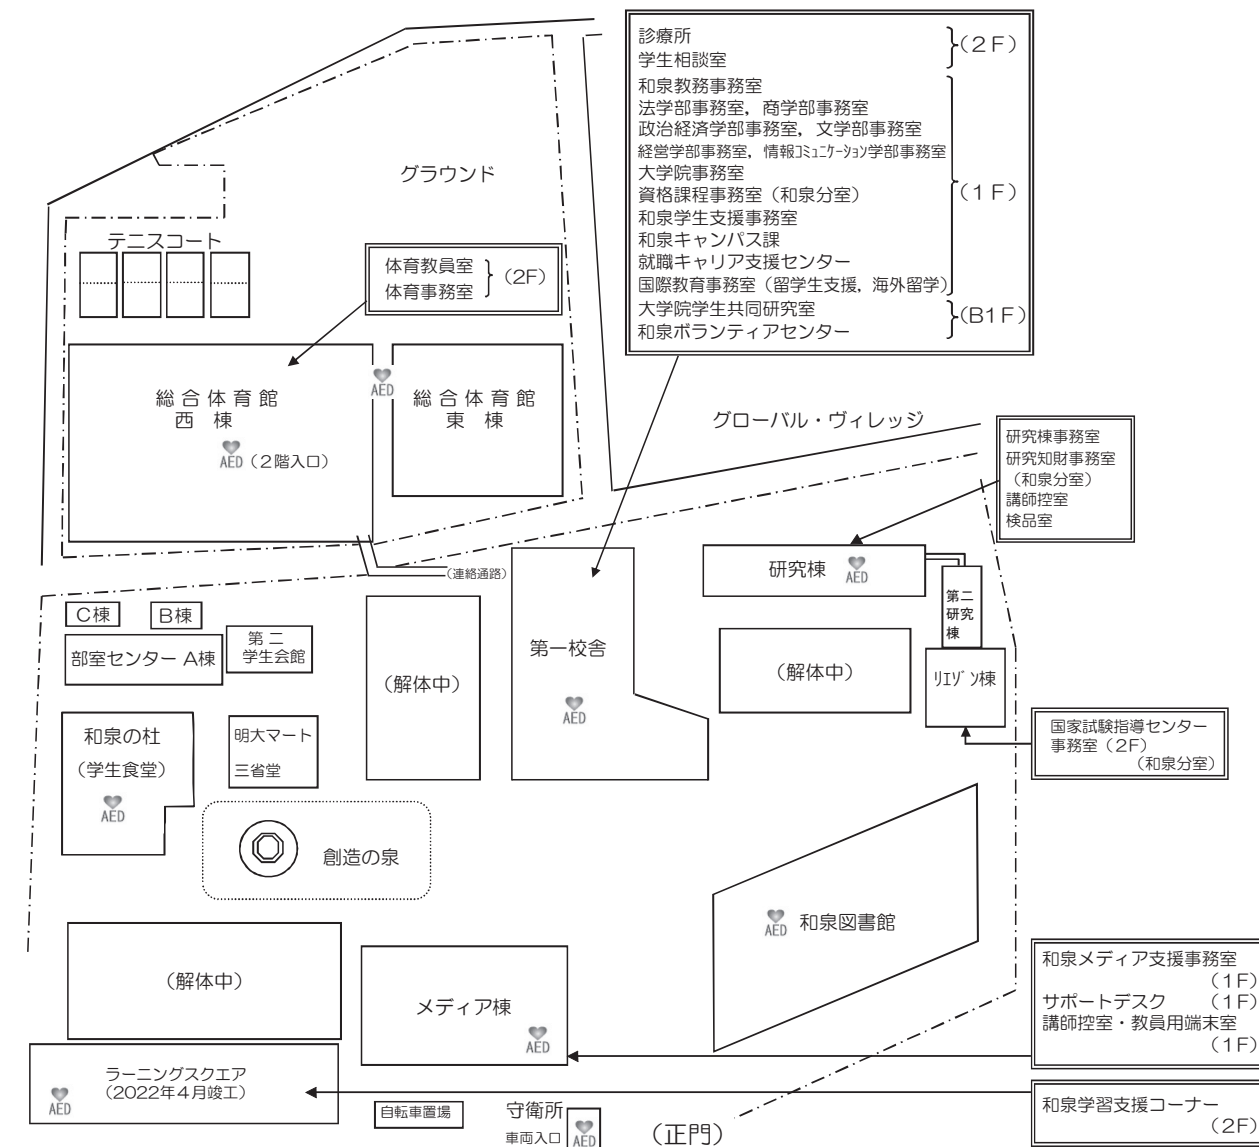 診療所
学生相談室
(2F)
和泉教務事務室
法学部事務室，商学部事務室
政治経済学部事務室，文学部事務室
経営学部事務室，情報ｺﾐｭﾆｹｰｼｮﾝ学部事務室
大学院事務室
資格課程事務室（和泉分室）
和泉学生支援事務室
和泉キャンパス課
就職キャリア支援センター
国際教育事務室（留学生支援，海外留学）
(1F)
大学院学生共同研究室
和泉ボランティアセンター
(B1F)
グラウンド
テニスコート
体育教員室
体育事務室
(2F)
総合体育館
西棟
AED（2階入口）
AED
総合体育館
東棟
グローバル・ヴィレッジ
研究棟事務室
研究知財事務室
（和泉分室）
講師控室
検品室
（連絡通路）
研究棟
AED
第二
研究
棟
C棟
B棟
部室センター A棟
第二
学生会館
（解体中）
第一校舎
AED
（解体中）
ﾘｴｿﾞﾝ棟
国家試験指導センター
事務室（2F）
（和泉分室）
和泉の杜
（学生食堂）
AED
明大マート
三省堂
創造の泉
AED 和泉図書館
（解体中）
メディア棟
AED
和泉メディア支援事務室
（1F）
サポートデスク （1F）
講師控室・教員用端末室
（1F）
ラーニングスクエア
（2022年4月竣工）
AED
和泉学習支援コーナー
（2F）
自転車置場
守衛所
車両入口
AED
（正門）